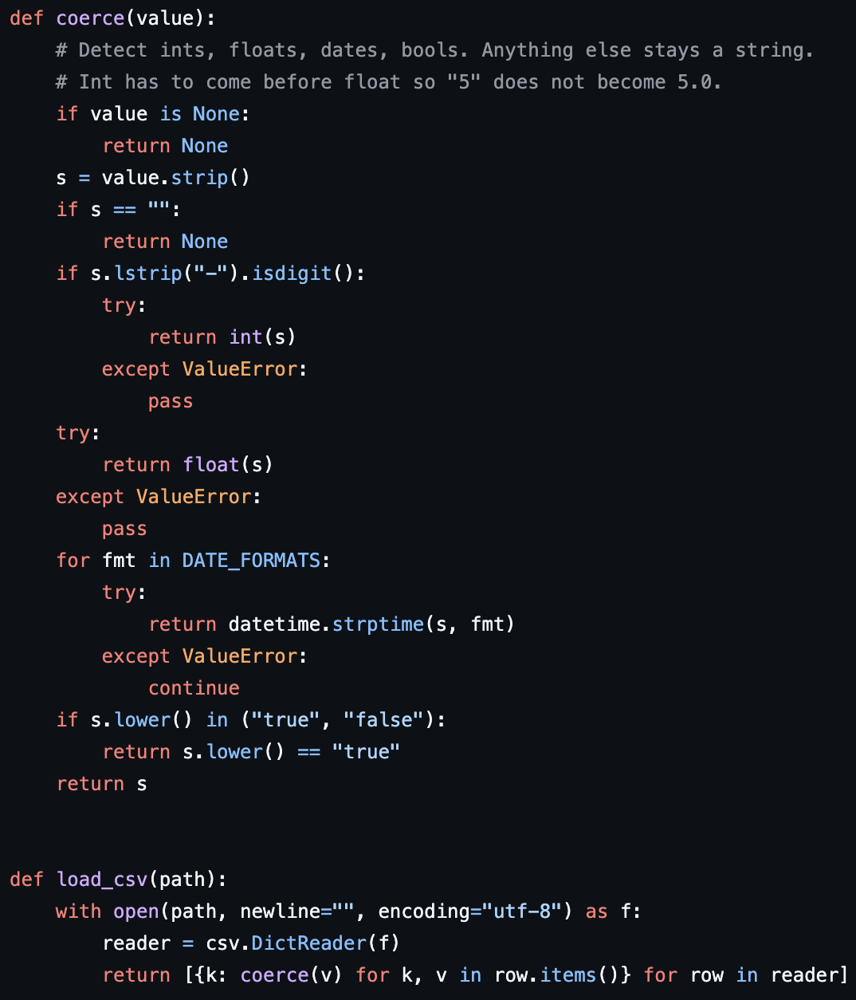 def coerce(value):
    # Detect ints, floats, dates, bools. Anything else stays a string.
    # Int has to come before float so "5" does not become 5.0.
    if value is None:
        return None
    s = value.strip()
    if s == "":
        return None
    if s.lstrip("-").isdigit():
        try:
            return int(s)
        except ValueError:
            pass
    try:
        return float(s)
    except ValueError:
        pass
    for fmt in DATE_FORMATS:
        try:
            return datetime.strptime(s, fmt)
        except ValueError:
            continue
    if s.lower() in ("true", "false"):
        return s.lower() == "true"
    return s


def load_csv(path):
    with open(path, newline="", encoding="utf-8") as f:
        reader = csv.DictReader(f)
        return [{k: coerce(v) for k, v in row.items()} for row in reader]